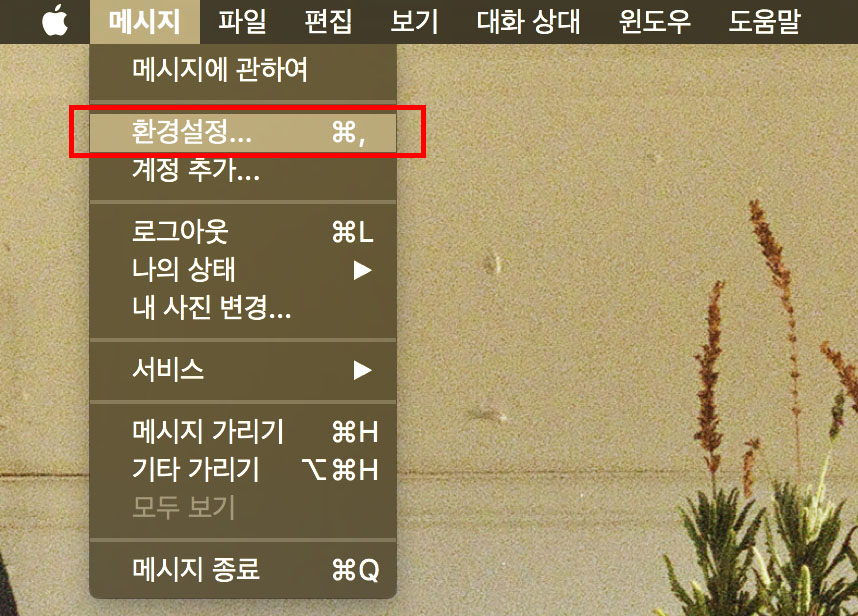 메시지 파일 편집 보기 대화 상대 윈도우 도움말
메시지에 관하여
환경설정... ⌘,
계정 추가...
로그아웃 ⌘L
나의 상태 ▶
내 사진 변경...
서비스 ▶
메시지 가리기 ⌘H
기타 가리기 ⌥⌘H
모두 보기
메시지 종료 ⌘Q